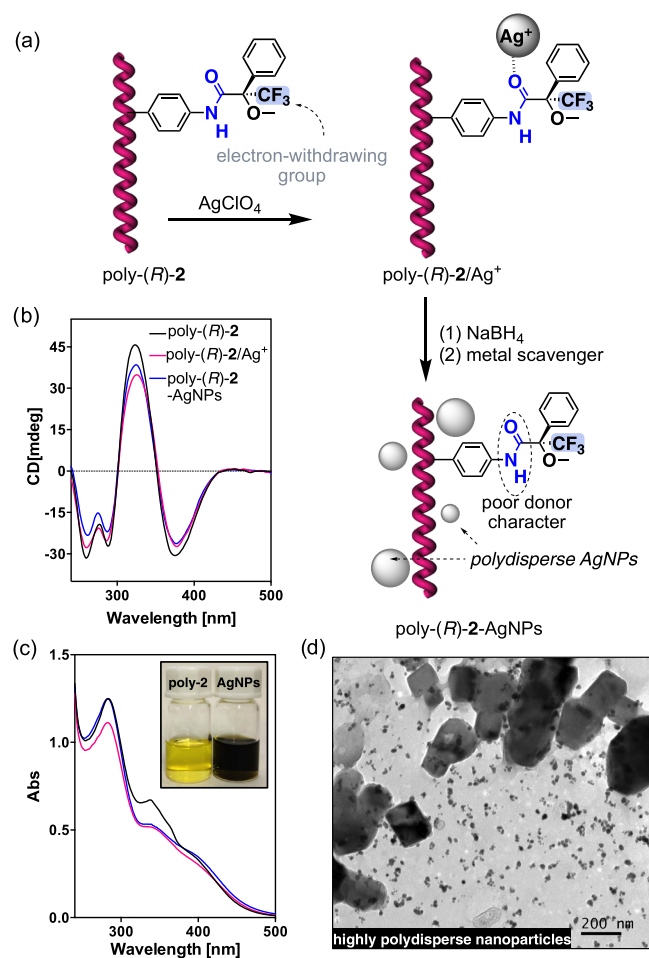 (a)
Ag+
O
CF3
N
H
O
electron-withdrawing
group
AgClO4
poly-(R)-2
O
CF3
N
H
O
poly-(R)-2/Ag+
(1) NaBH4
(2) metal scavenger
(b)
poly-(R)-2
poly-(R)-2/Ag+
poly-(R)-2
-AgNPs
45
30
15
0
-15
-30
CD[mdeg]
300
400
500
Wavelength [nm]
O
CF3
N
H
O
poor donor
character
polydisperse AgNPs
poly-(R)-2-AgNPs
(c)
1.5
1.0
0.5
0.0
Abs
poly-2 AgNPs
300
400
500
Wavelength [nm]
(d)
200 nm
highly polydisperse nanoparticles